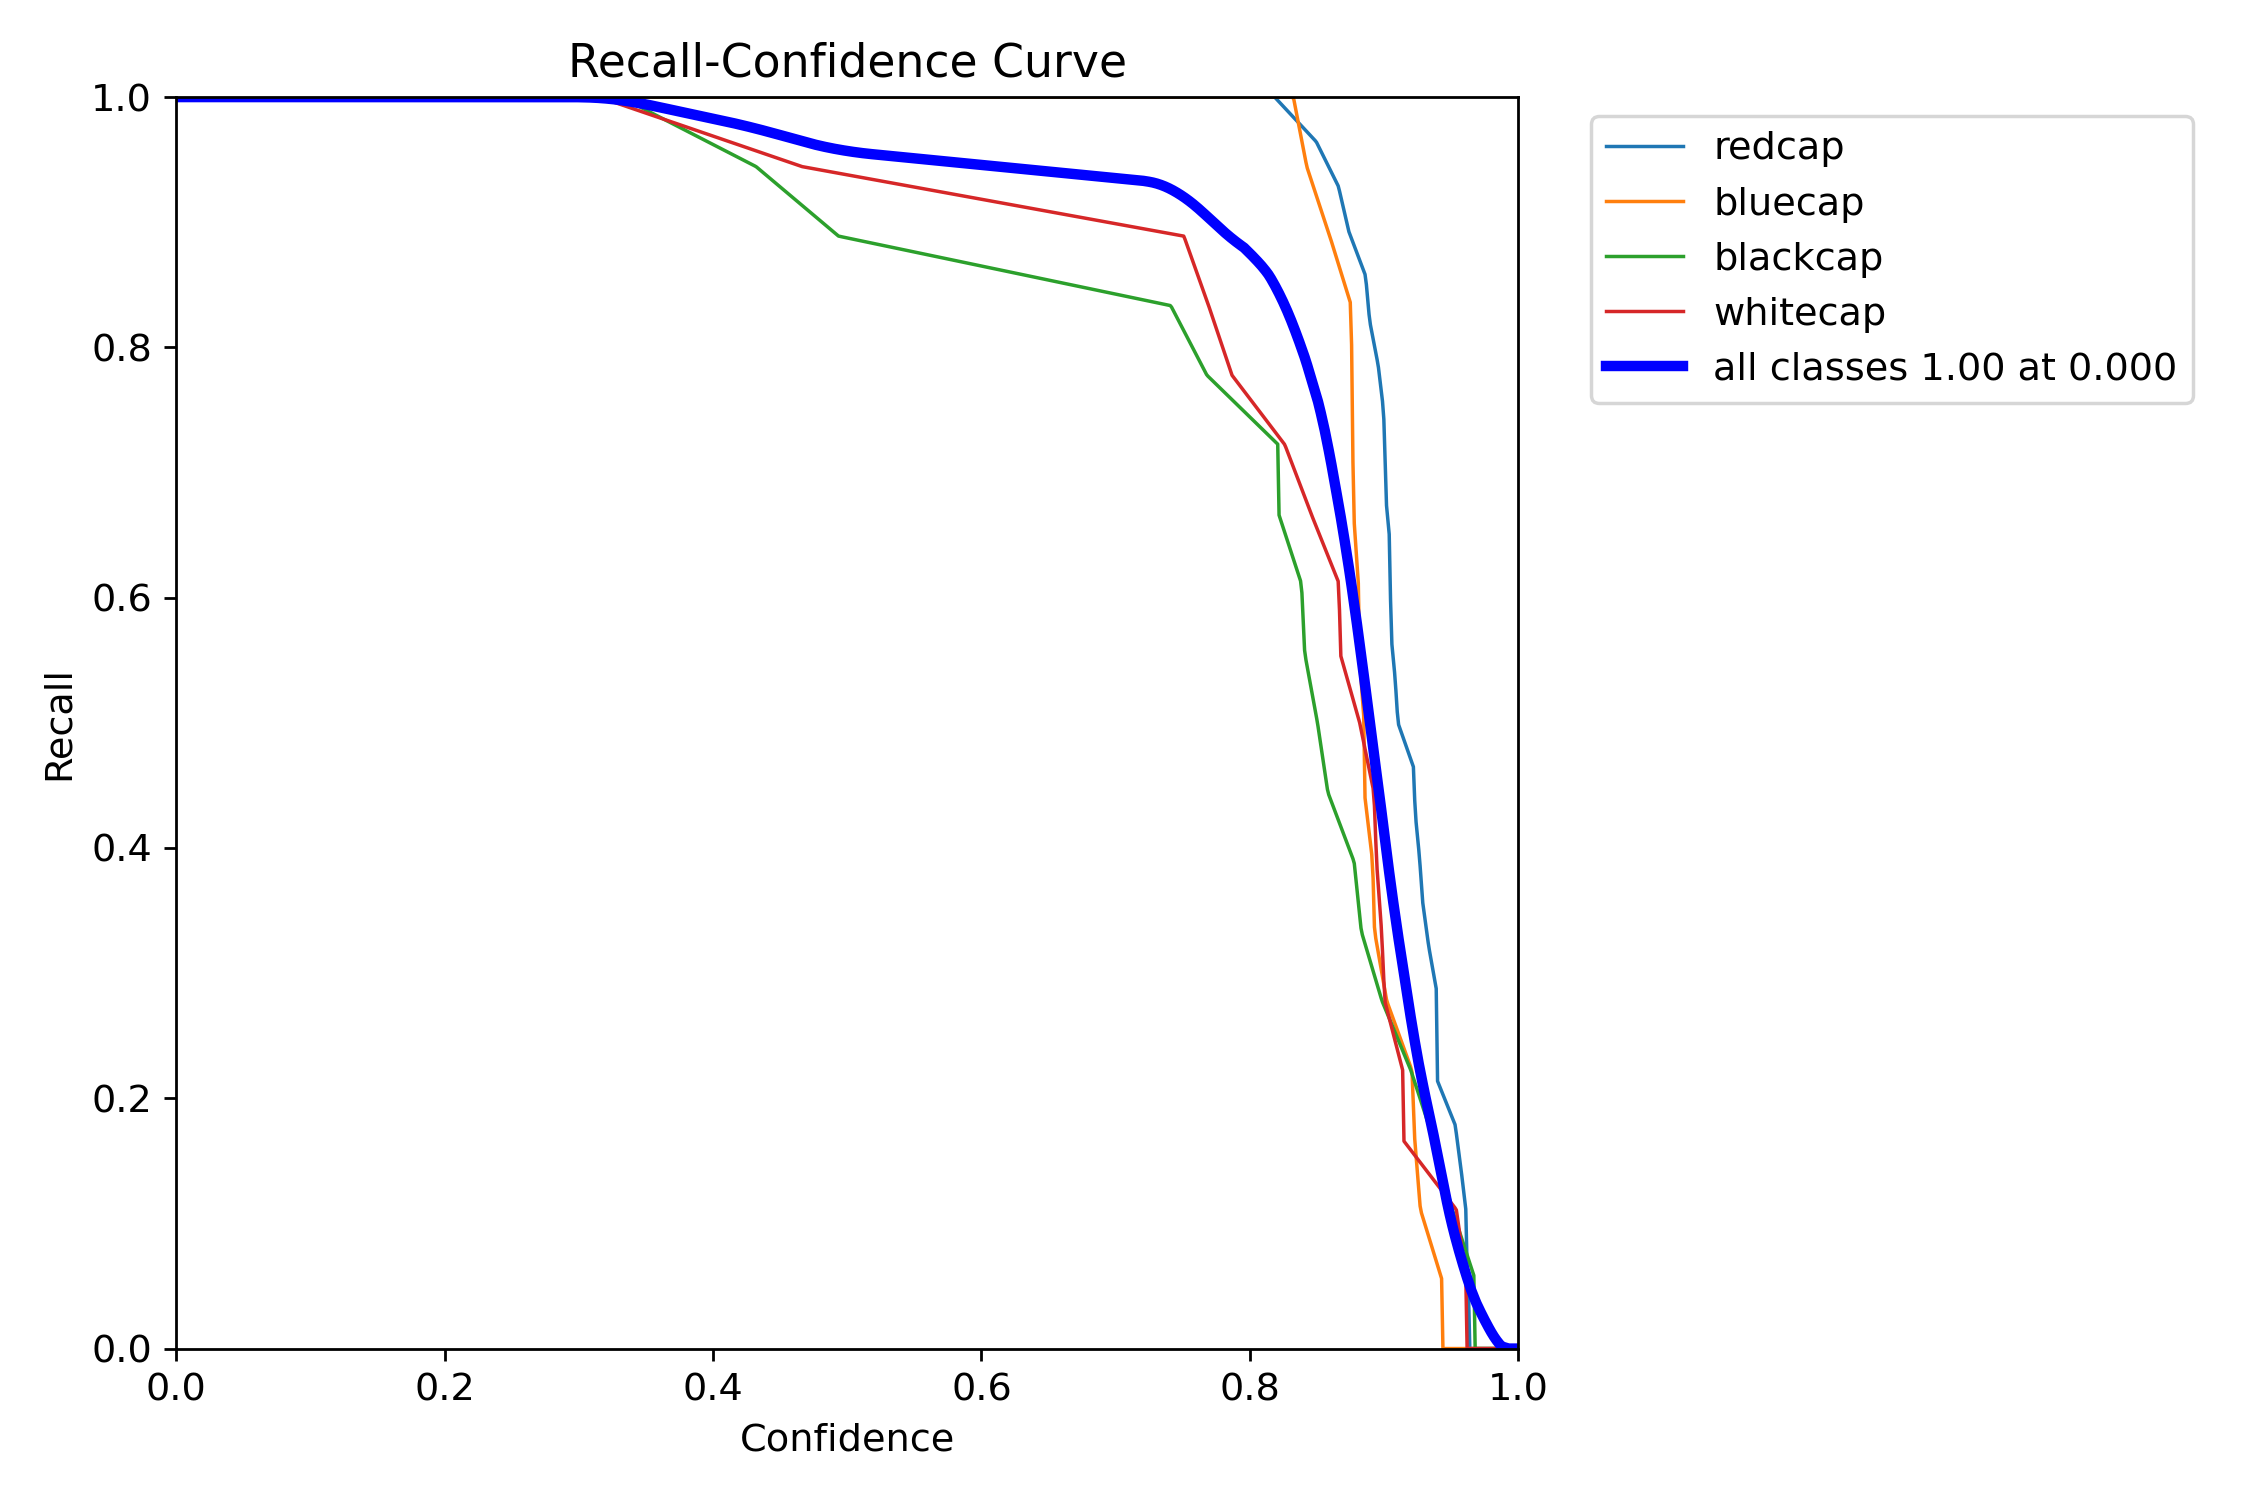 Recall-Confidence Curve
1.0
0.8
0.6
0.4
0.2
0.0
Recall
0.0 0.2 0.4 0.6 0.8 1.0
Confidence
redcap
bluecap
blackcap
whitecap
all classes 1.00 at 0.000